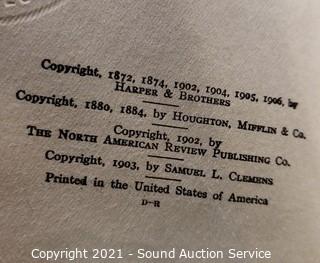 Copyright, 1872, 1874, 1902, 1904, 1905, 1906, by
Harper & Brothers
Copyright, 1880, 1884, by Houghton, Mifflin & Co.
Copyright, 1902, by
The North American Review Publishing Co.
Copyright, 1903, by Samuel L. Clemens
Printed in the United States of America
D-R
Copyright 2021 - Sound Auction Service